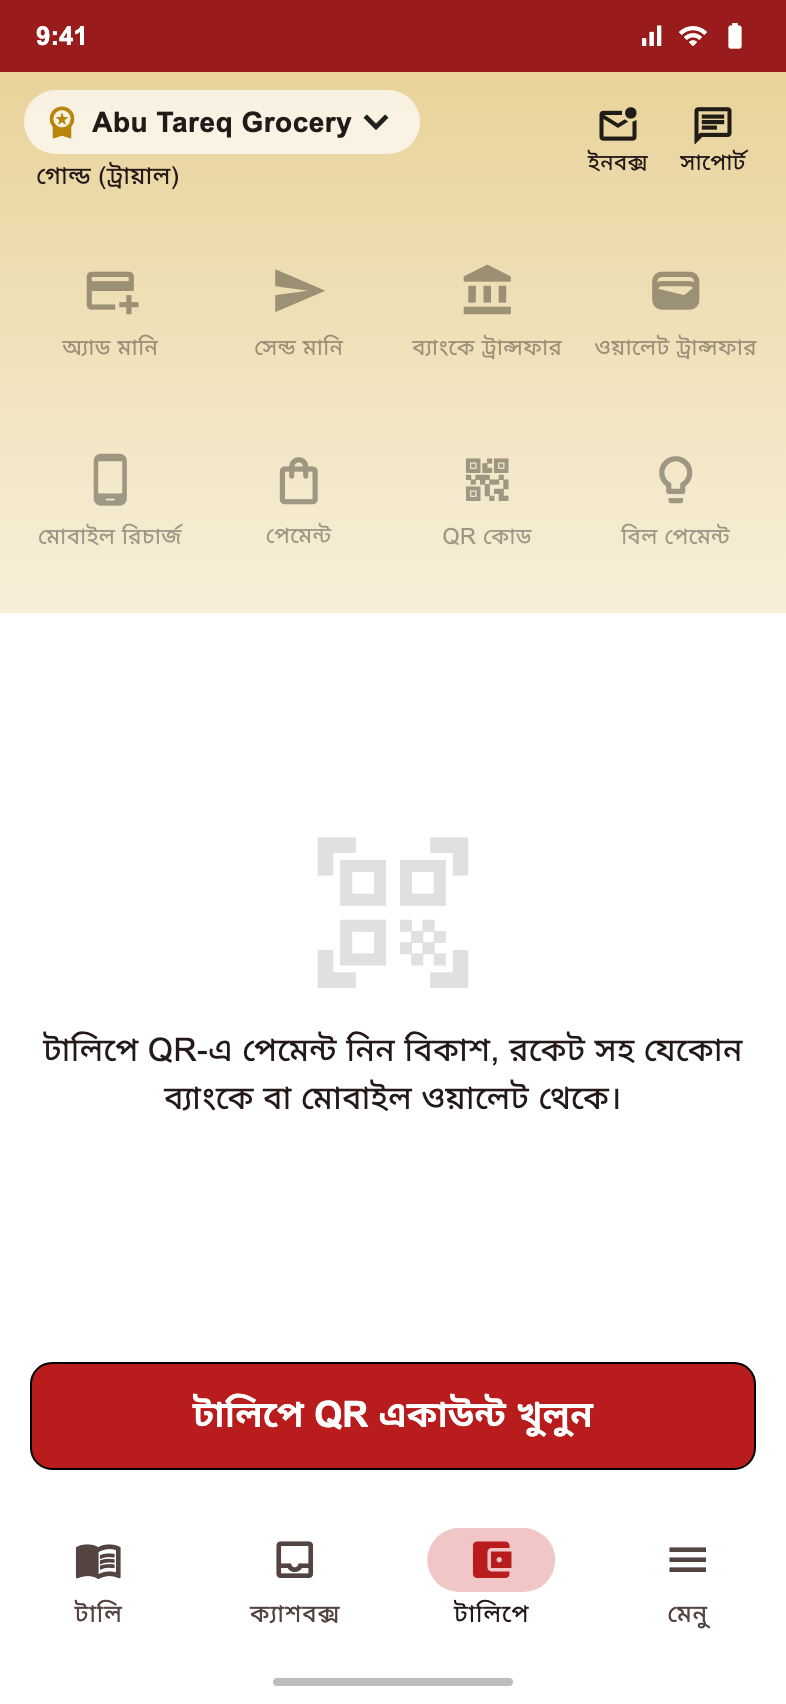 9:41
Abu Tareq Grocery
গোল্ড (ট্রায়াল)
ইনবক্স
সাপোর্ট
অ্যাড মানি
সেন্ড মানি
ব্যাংকে ট্রান্সফার
ওয়ালেট ট্রান্সফার
মোবাইল রিচার্জ
পেমেন্ট
QR কোড
বিল পেমেন্ট
টালিপে QR-এ পেমেন্ট নিন বিকাশ, রকেট সহ যেকোন
ব্যাংকে বা মোবাইল ওয়ালেট থেকে।
টালিপে QR একাউন্ট খুলুন
টালি
ক্যাশবক্স
টালিপে
মেনু